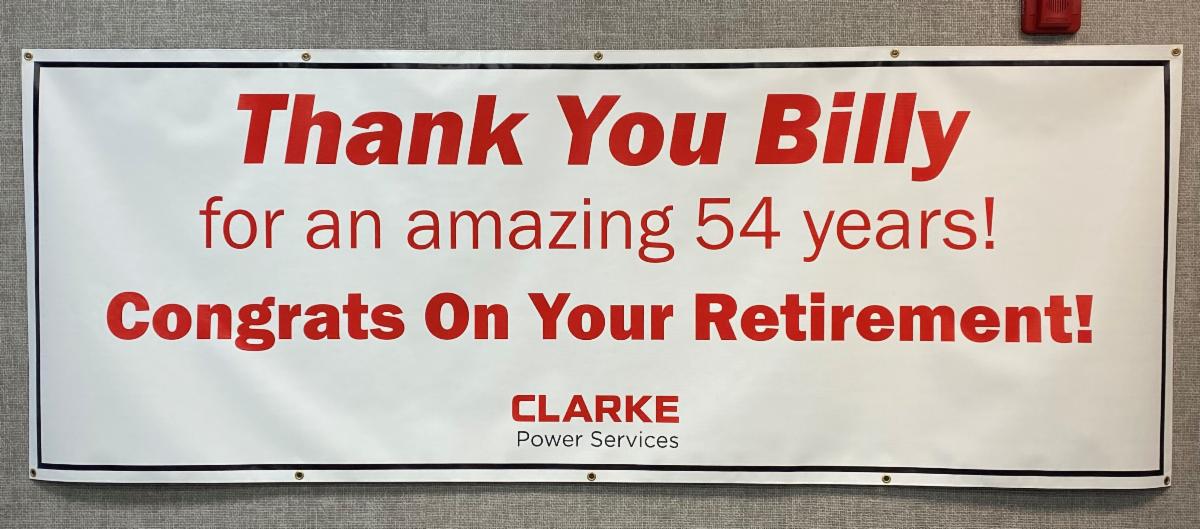 Thank You Billy
for an amazing 54 years!
Congrats On Your Retirement!
CLARKE
Power Services